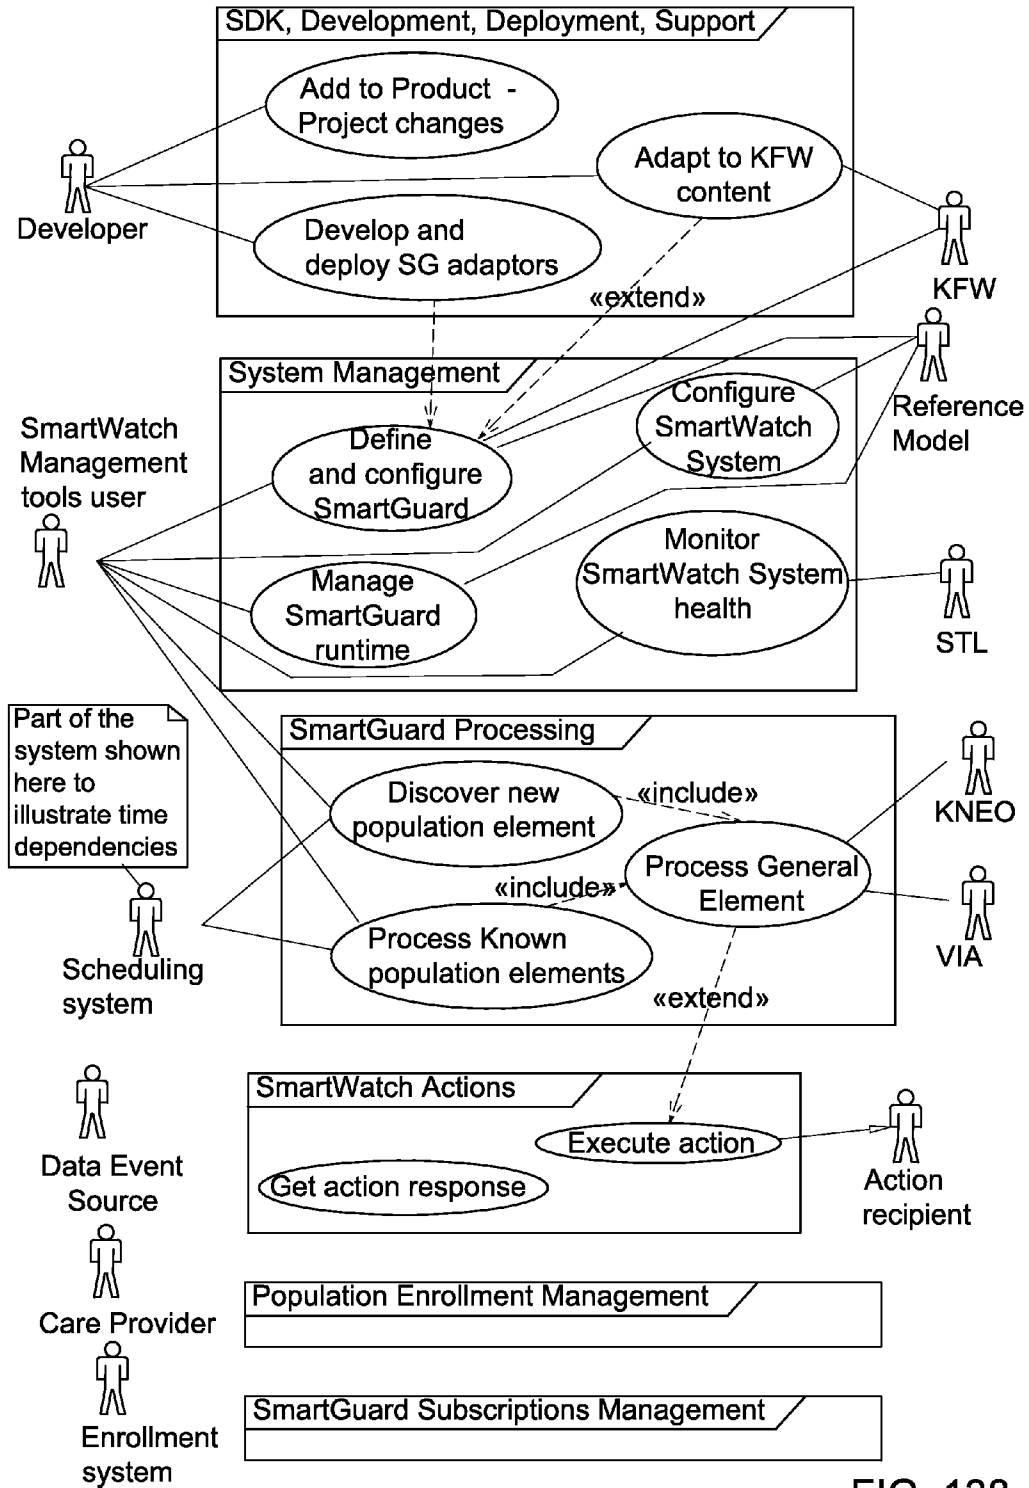 SDK, Development, Deployment, Support
Add to Product -
Project changes
Adapt to KFW
content
Developer
Develop and
deploy SG adaptors
«extend»
KFW
System Management
Configure
SmartWatch
System
Reference
Model
SmartWatch
Management
tools user
Define
and configure
SmartGuard
Monitor
SmartWatch System
health
Manage
SmartGuard
runtime
STL
Part of the
system shown
here to
illustrate time
dependencies
SmartGuard Processing
Discover new
population element
«include»
KNEO
Process General
Element
«include»
Process Known
population elements
VIA
Scheduling
system
«extend»
SmartWatch Actions
Execute action
Get action response
Data Event
Source
Action
recipient
Care Provider
Population Enrollment Management
SmartGuard Subscriptions Management
Enrollment
system